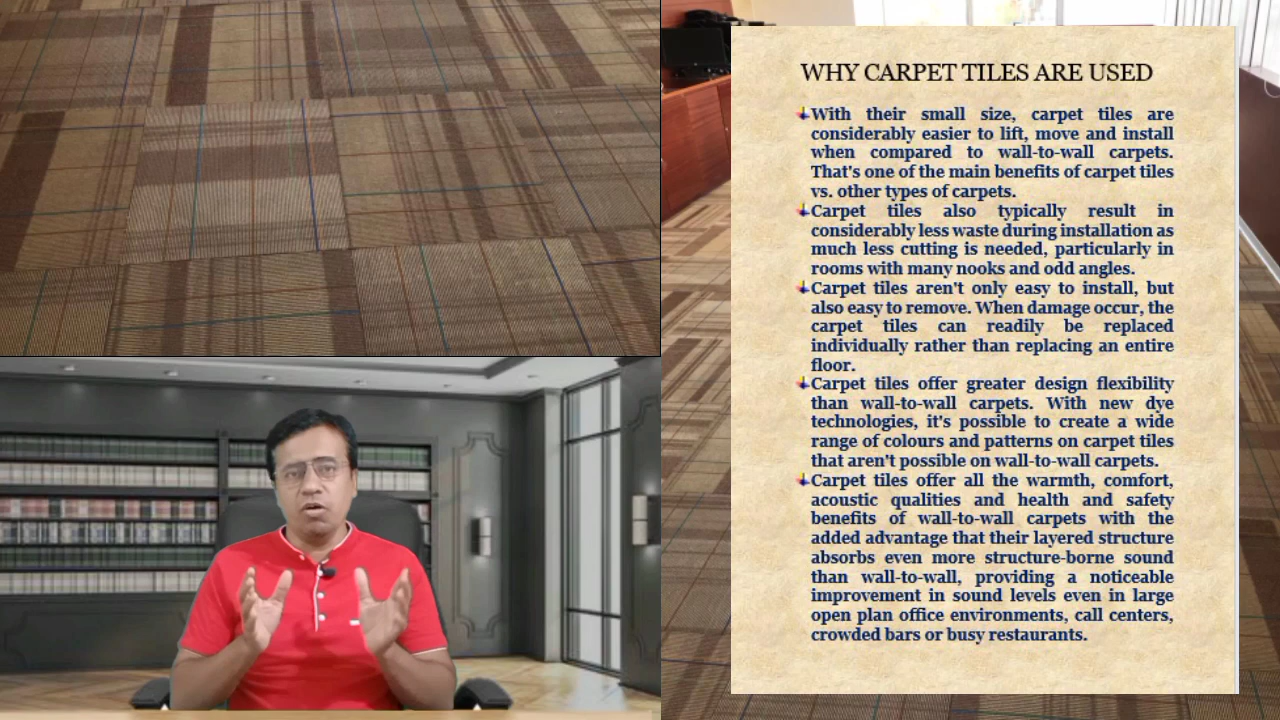 WHY CARPET TILES ARE USED
With their small size, carpet tiles are
considerably easier to lift, move and install
when compared to wall-to-wall carpets.
That's one of the main benefits of carpet tiles
vs. other types of carpets.
Carpet tiles also typically result in
considerably less waste during installation as
much less cutting is needed, particularly in
rooms with many nooks and odd angles.
Carpet tiles aren't only easy to install, but
also easy to remove. When damage occur, the
carpet tiles can readily be replaced
individually rather than replacing an entire
floor.
Carpet tiles offer greater design flexibility
than wall-to-wall carpets. With new dye
technologies, it's possible to create a wide
range of colours and patterns on carpet tiles
that aren't possible on wall-to-wall carpets.
Carpet tiles offer all the warmth, comfort,
acoustic qualities and health and safety
benefits of wall-to-wall carpets with the
added advantage that their layered structure
absorbs even more structure-borne sound
than wall-to-wall, providing a noticeable
improvement in sound levels even in large
open plan office environments, call centers,
crowded bars or busy restaurants.